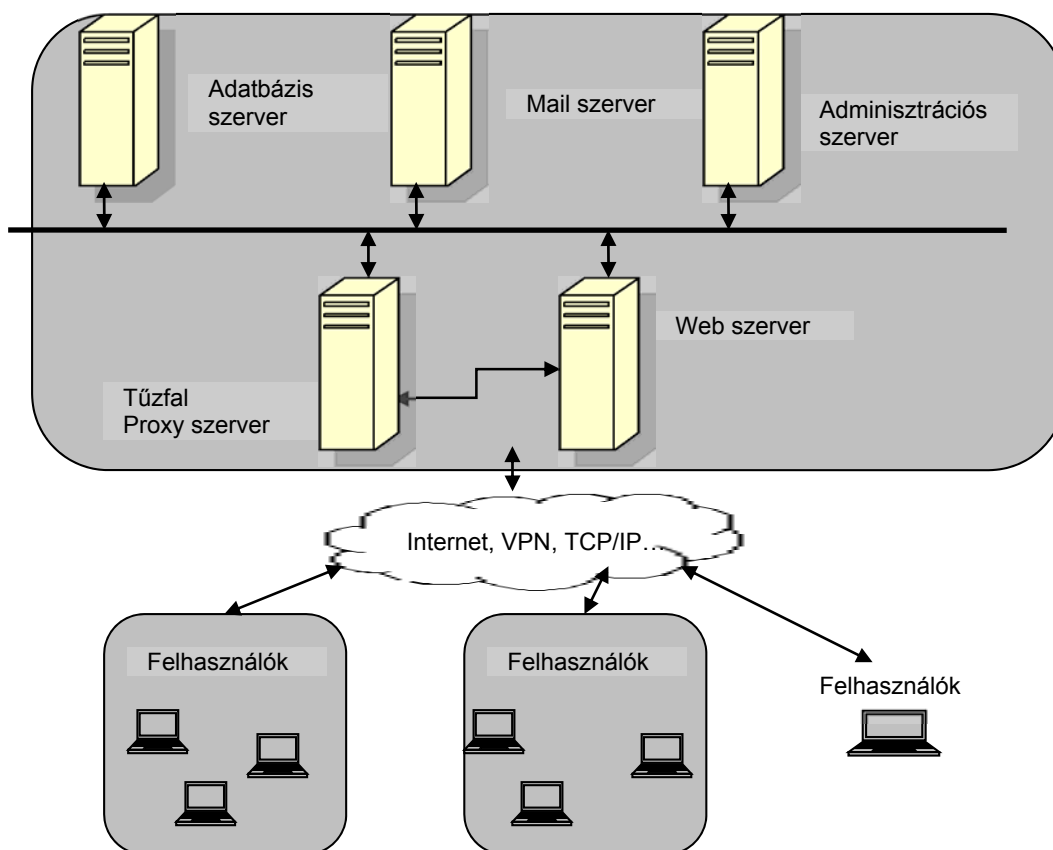 Adatbázis
szerver
Mail szerver
Adminisztrációs
szerver
Web szerver
Tűzfal
Proxy szerver
Internet, VPN, TCP/IP…
Felhasználók
Felhasználók
Felhasználók